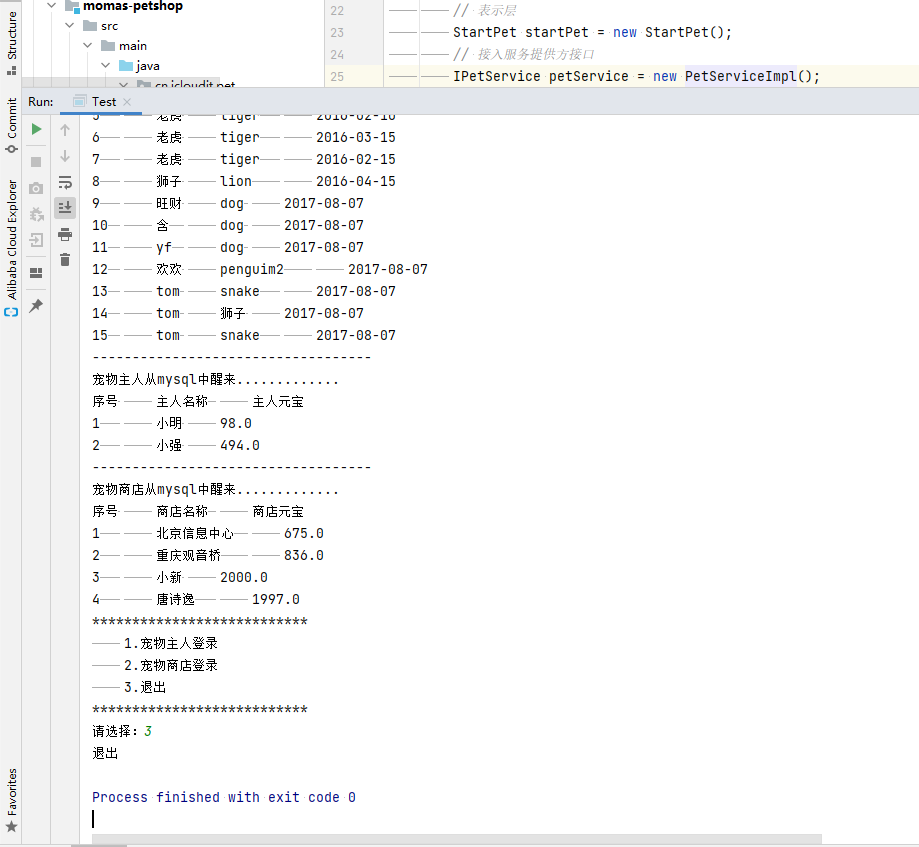 momas-petshop
src
main
java
cn.icloudit.pet
22 // 表示层
23 StartPet startPet = new StartPet();
24 // 接入服务提供方接口
25 IPetService petService = new PetServiceImpl();
Structure
Commit
Alibaba Cloud Explorer
Favorites
Run: Test
5 老虎 tiger 2016-02-16
6 老虎 tiger 2016-03-15
7 老虎 tiger 2016-02-15
8 狮子 lion 2016-04-15
9 旺财 dog 2017-08-07
10 含 dog 2017-08-07
11 yf dog 2017-08-07
12 欢欢 penguim2 2017-08-07
13 tom snake 2017-08-07
14 tom 狮子 2017-08-07
15 tom snake 2017-08-07
-----------------------------------
宠物主人从mysql中醒来.............
序号 主人名称 主人元宝
1 小明 98.0
2 小强 494.0
-----------------------------------
宠物商店从mysql中醒来.............
序号 商店名称 商店元宝
1 北京信息中心 675.0
2 重庆观音桥 836.0
3 小新 2000.0
4 唐诗逸 1997.0
***************************
1.宠物主人登录
2.宠物商店登录
3.退出
***************************
请选择：3
退出
Process finished with exit code 0